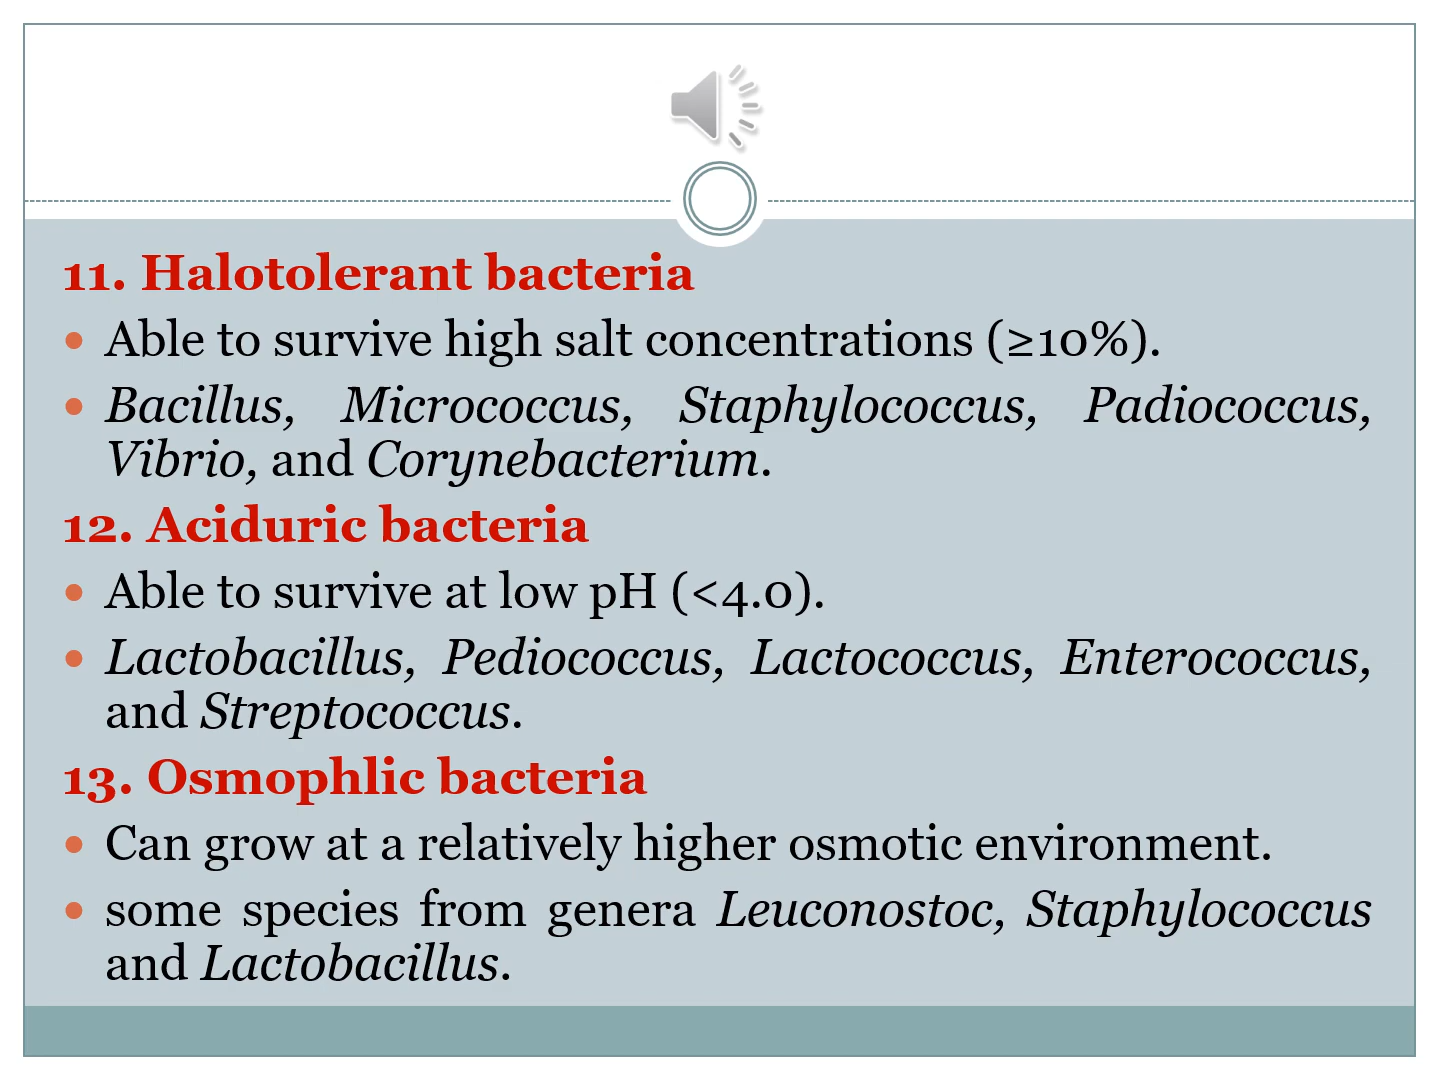 11. Halotolerant bacteria
• Able to survive high salt concentrations (≥10%).
• Bacillus, Micrococcus, Staphylococcus, Padiococcus,
Vibrio, and Corynebacterium.
12. Aciduric bacteria
• Able to survive at low pH (<4.0).
• Lactobacillus, Pediococcus, Lactococcus, Enterococcus,
and Streptococcus.
13. Osmophlic bacteria
• Can grow at a relatively higher osmotic environment.
• some species from genera Leuconostoc, Staphylococcus
and Lactobacillus.